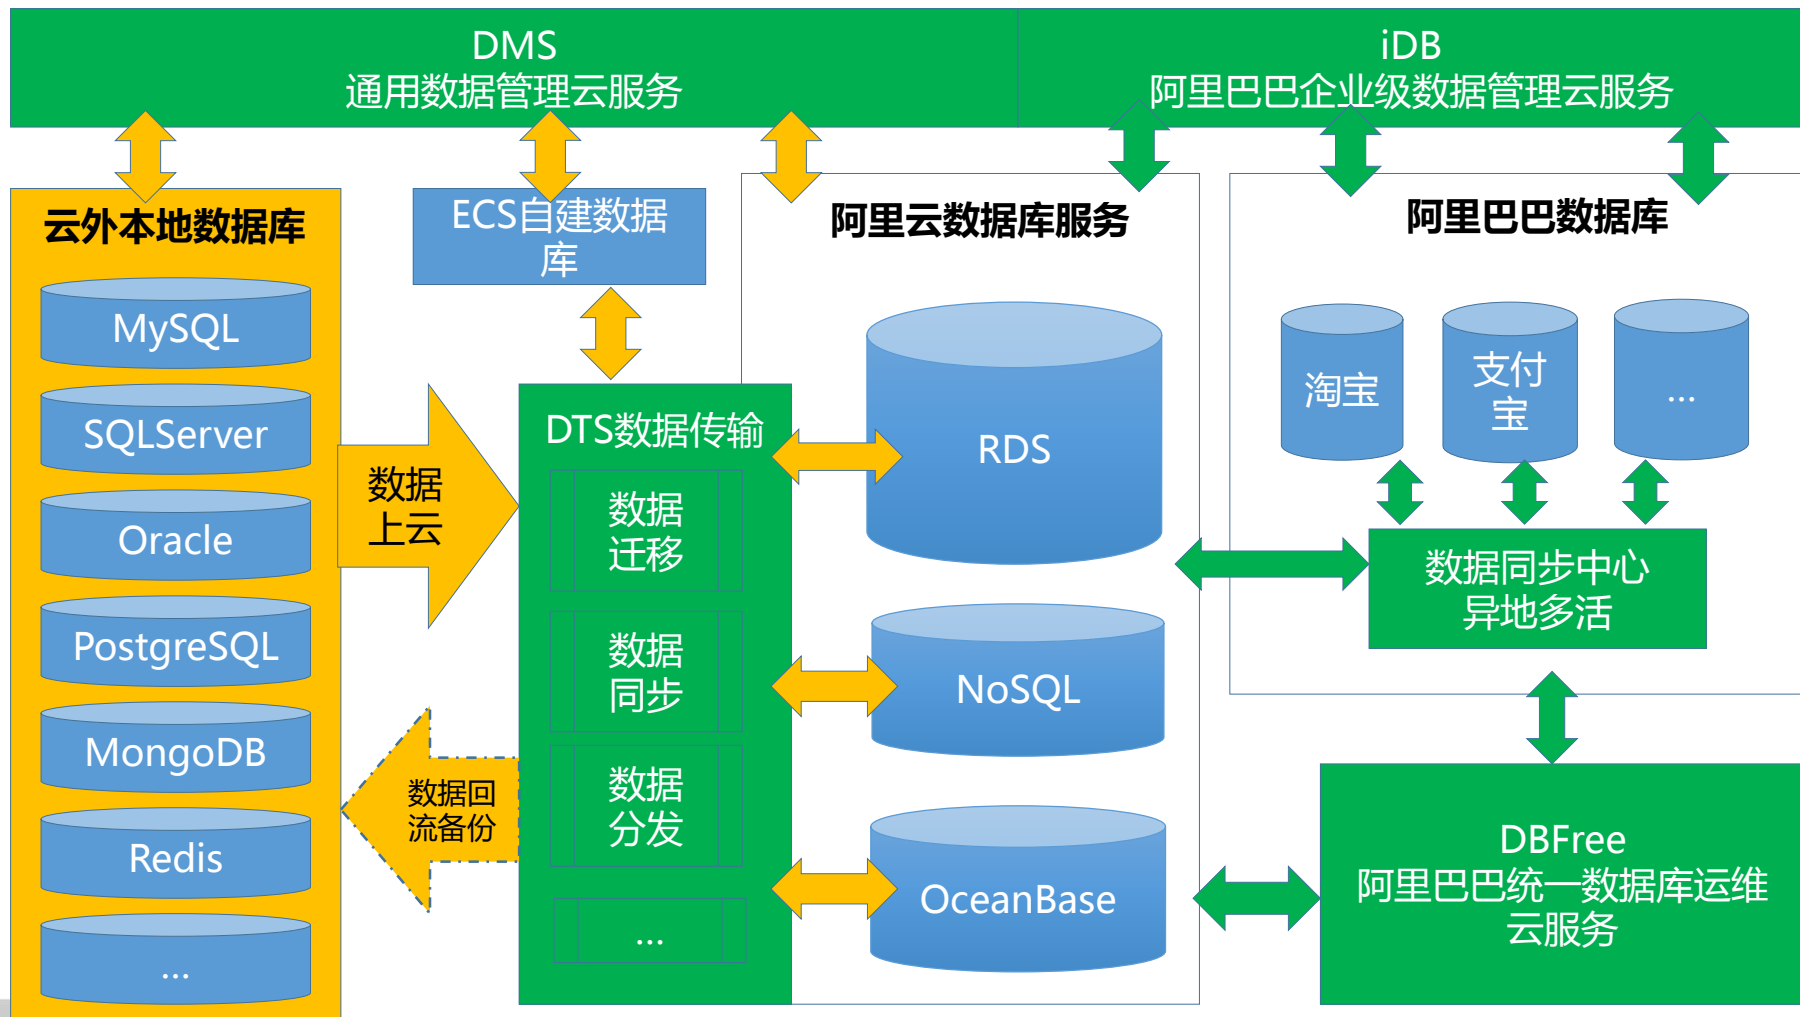 DMS
通用数据管理云服务
iDB
阿里巴巴企业级数据管理云服务
云外本地数据库
MySQL
SQLServer
Oracle
PostgreSQL
MongoDB
Redis
...
数据
上云
数据回
流备份
ECS自建数据
库
DTS数据传输
数据
迁移
数据
同步
数据
分发
...
阿里云数据库服务
RDS
NoSQL
OceanBase
阿里巴巴数据库
淘宝
支付
宝
...
数据同步中心
异地多活
DBFree
阿里巴巴统一数据库运维
云服务